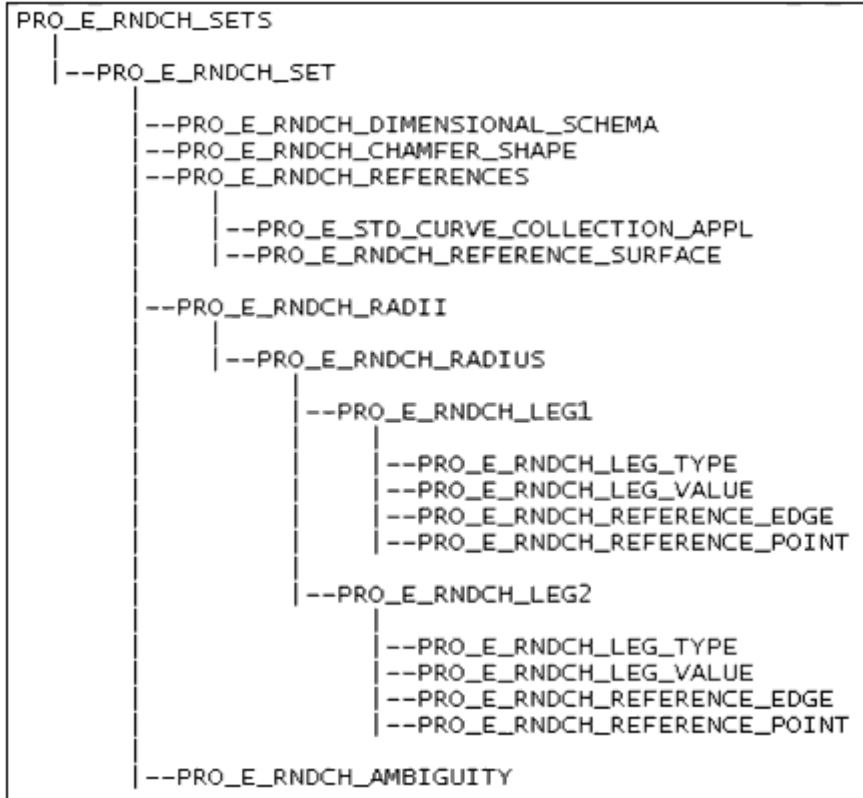 PRO_E_RNDCH_SETS
|
|--PRO_E_RNDCH_SET
|
|--PRO_E_RNDCH_DIMENSIONAL_SCHEMA
|--PRO_E_RNDCH_CHAMFER_SHAPE
|--PRO_E_RNDCH_REFERENCES
| |
| |--PRO_E_STD_CURVE_COLLECTION_APPL
| |--PRO_E_RNDCH_REFERENCE_SURFACE
|
|--PRO_E_RNDCH_RADII
| |
| |--PRO_E_RNDCH_RADIUS
| |
| |--PRO_E_RNDCH_LEG1
| | |
| | |--PRO_E_RNDCH_LEG_TYPE
| | |--PRO_E_RNDCH_LEG_VALUE
| | |--PRO_E_RNDCH_REFERENCE_EDGE
| | |--PRO_E_RNDCH_REFERENCE_POINT
| |
| |--PRO_E_RNDCH_LEG2
| |
| |--PRO_E_RNDCH_LEG_TYPE
| |--PRO_E_RNDCH_LEG_VALUE
| |--PRO_E_RNDCH_REFERENCE_EDGE
| |--PRO_E_RNDCH_REFERENCE_POINT
|
|--PRO_E_RNDCH_AMBIGUITY